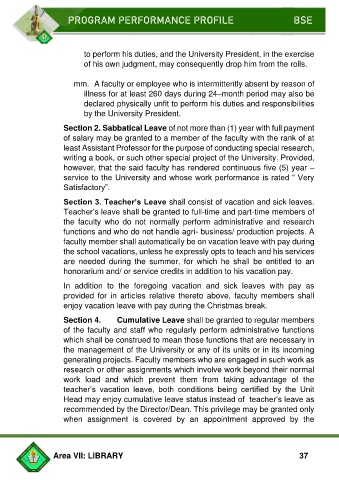 PROGRAM PERFORMANCE PROFILE BSE
to perform his duties, and the University President, in the exercise
of his own judgment, may consequently drop him from the rolls.
mm. A faculty or employee who is intermittently absent by reason of
illness for at least 260 days during 24–month period may also be
declared physically unfit to perform his duties and responsibilities
by the University President.
Section 2. Sabbatical Leave of not more than (1) year with full payment
of salary may be granted to a member of the faculty with the rank of at
least Assistant Professor for the purpose of conducting special research,
writing a book, or such other special project of the University. Provided,
however, that the said faculty has rendered continuous five (5) year –
service to the University and whose work performance is rated “ Very
Satisfactory”.
Section 3. Teacher's Leave shall consist of vacation and sick leaves.
Teacher's leave shall be granted to full-time and part-time members of
the faculty who do not normally perform administrative and research
functions and who do not handle agri- business/ production projects. A
faculty member shall automatically be on vacation leave with pay during
the school vacations, unless he expressly opts to teach and his services
are needed during the summer, for which he shall be entitled to an
honorarium and/ or service credits in addition to his vacation pay.
In addition to the foregoing vacation and sick leaves with pay as
provided for in articles relative thereto above, faculty members shall
enjoy vacation leave with pay during the Christmas break.
Section 4. Cumulative Leave shall be granted to regular members
of the faculty and staff who regularly perform administrative functions
which shall be construed to mean those functions that are necessary in
the management of the University or any of its units or in its incoming
generating projects. Faculty members who are engaged in such work as
research or other assignments which involve work beyond their normal
work load and which prevent them from taking advantage of the
teacher's vacation leave, both conditions being certified by the Unit
Head may enjoy cumulative leave status instead of teacher's leave as
recommended by the Director/Dean. This privilege may be granted only
when assignment is covered by an appointment approved by the
Area VII: LIBRARY 37